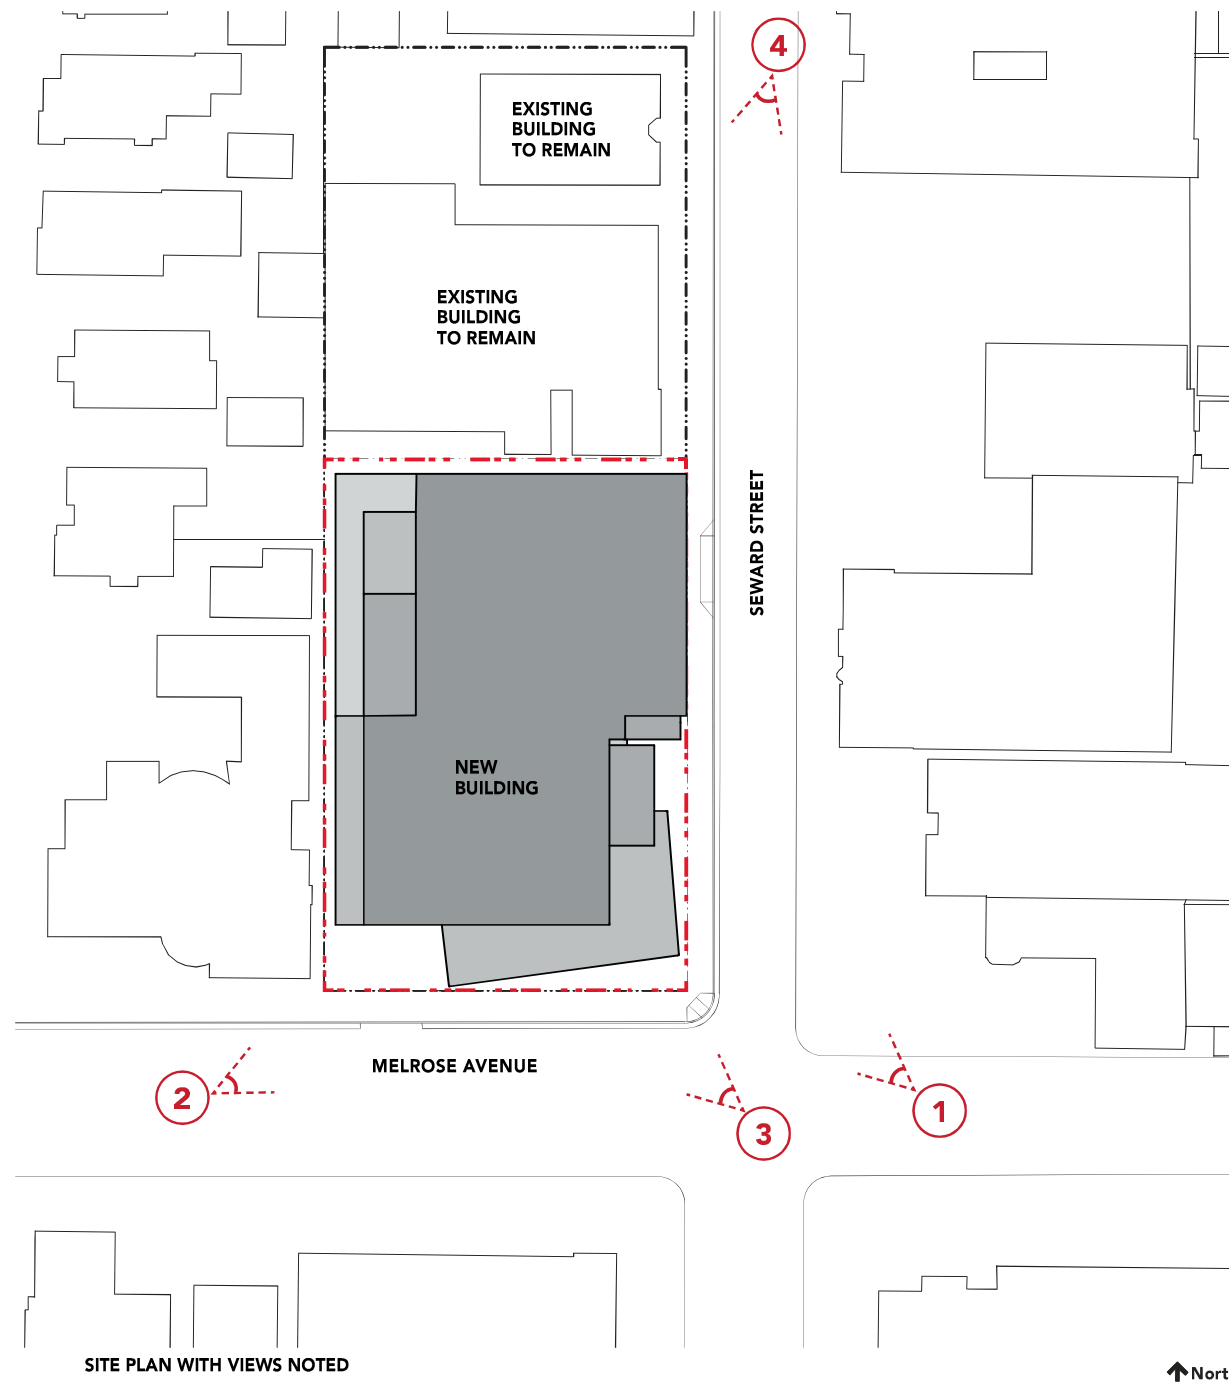 4
EXISTING
BUILDING
TO REMAIN
EXISTING
BUILDING
TO REMAIN
SEWARD STREET
NEW
BUILDING
MELROSE AVENUE
2
3
1
SITE PLAN WITH VIEWS NOTED
Nort